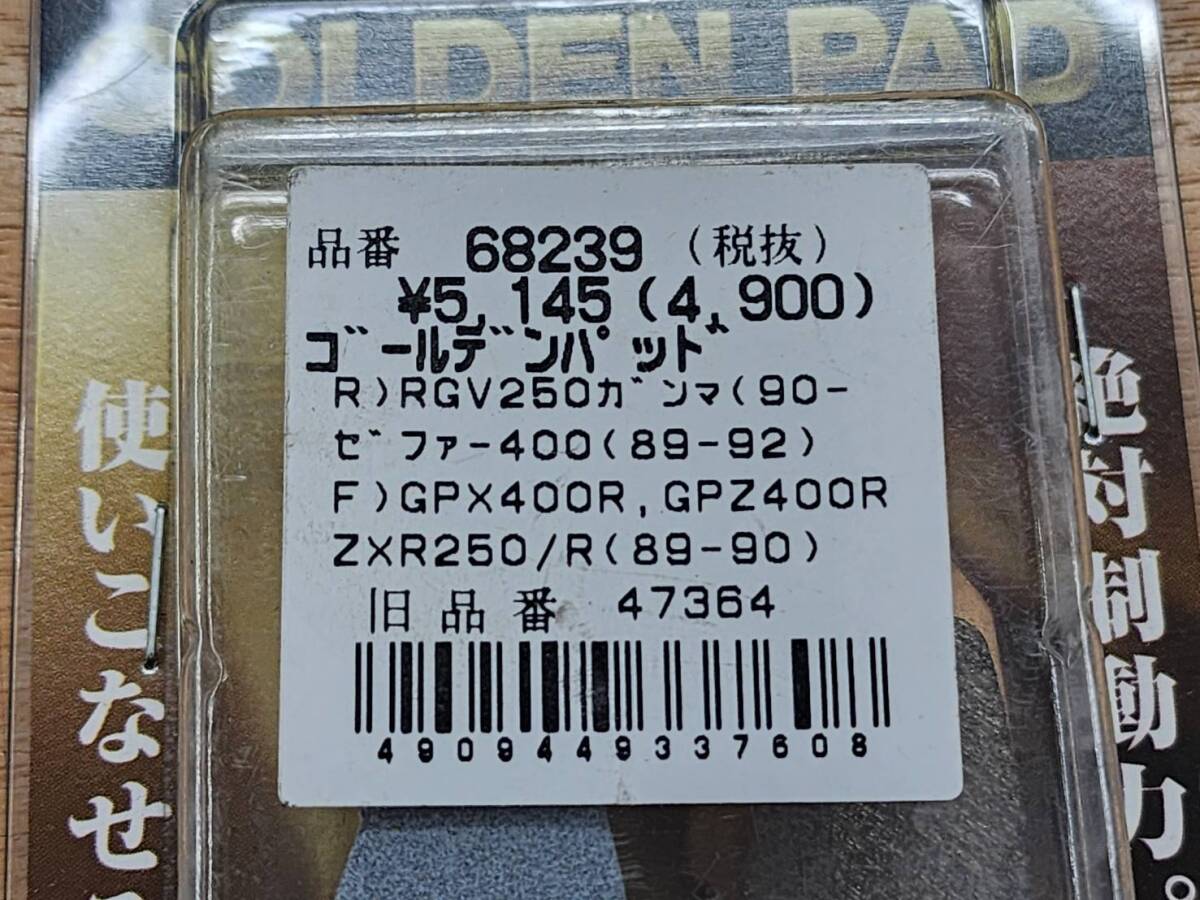 GOLDEN PAD
品番 68239 (税抜)
¥5,145(4,900)
ゴールデンパッド
R)RGV250ガンマ(90-
ゼファー400(89-92)
F)GPX400R,GPZ400R
ZXR250/R(89-90)
旧品番 47364
4909449337608
絶対制動力。
使いこなせ